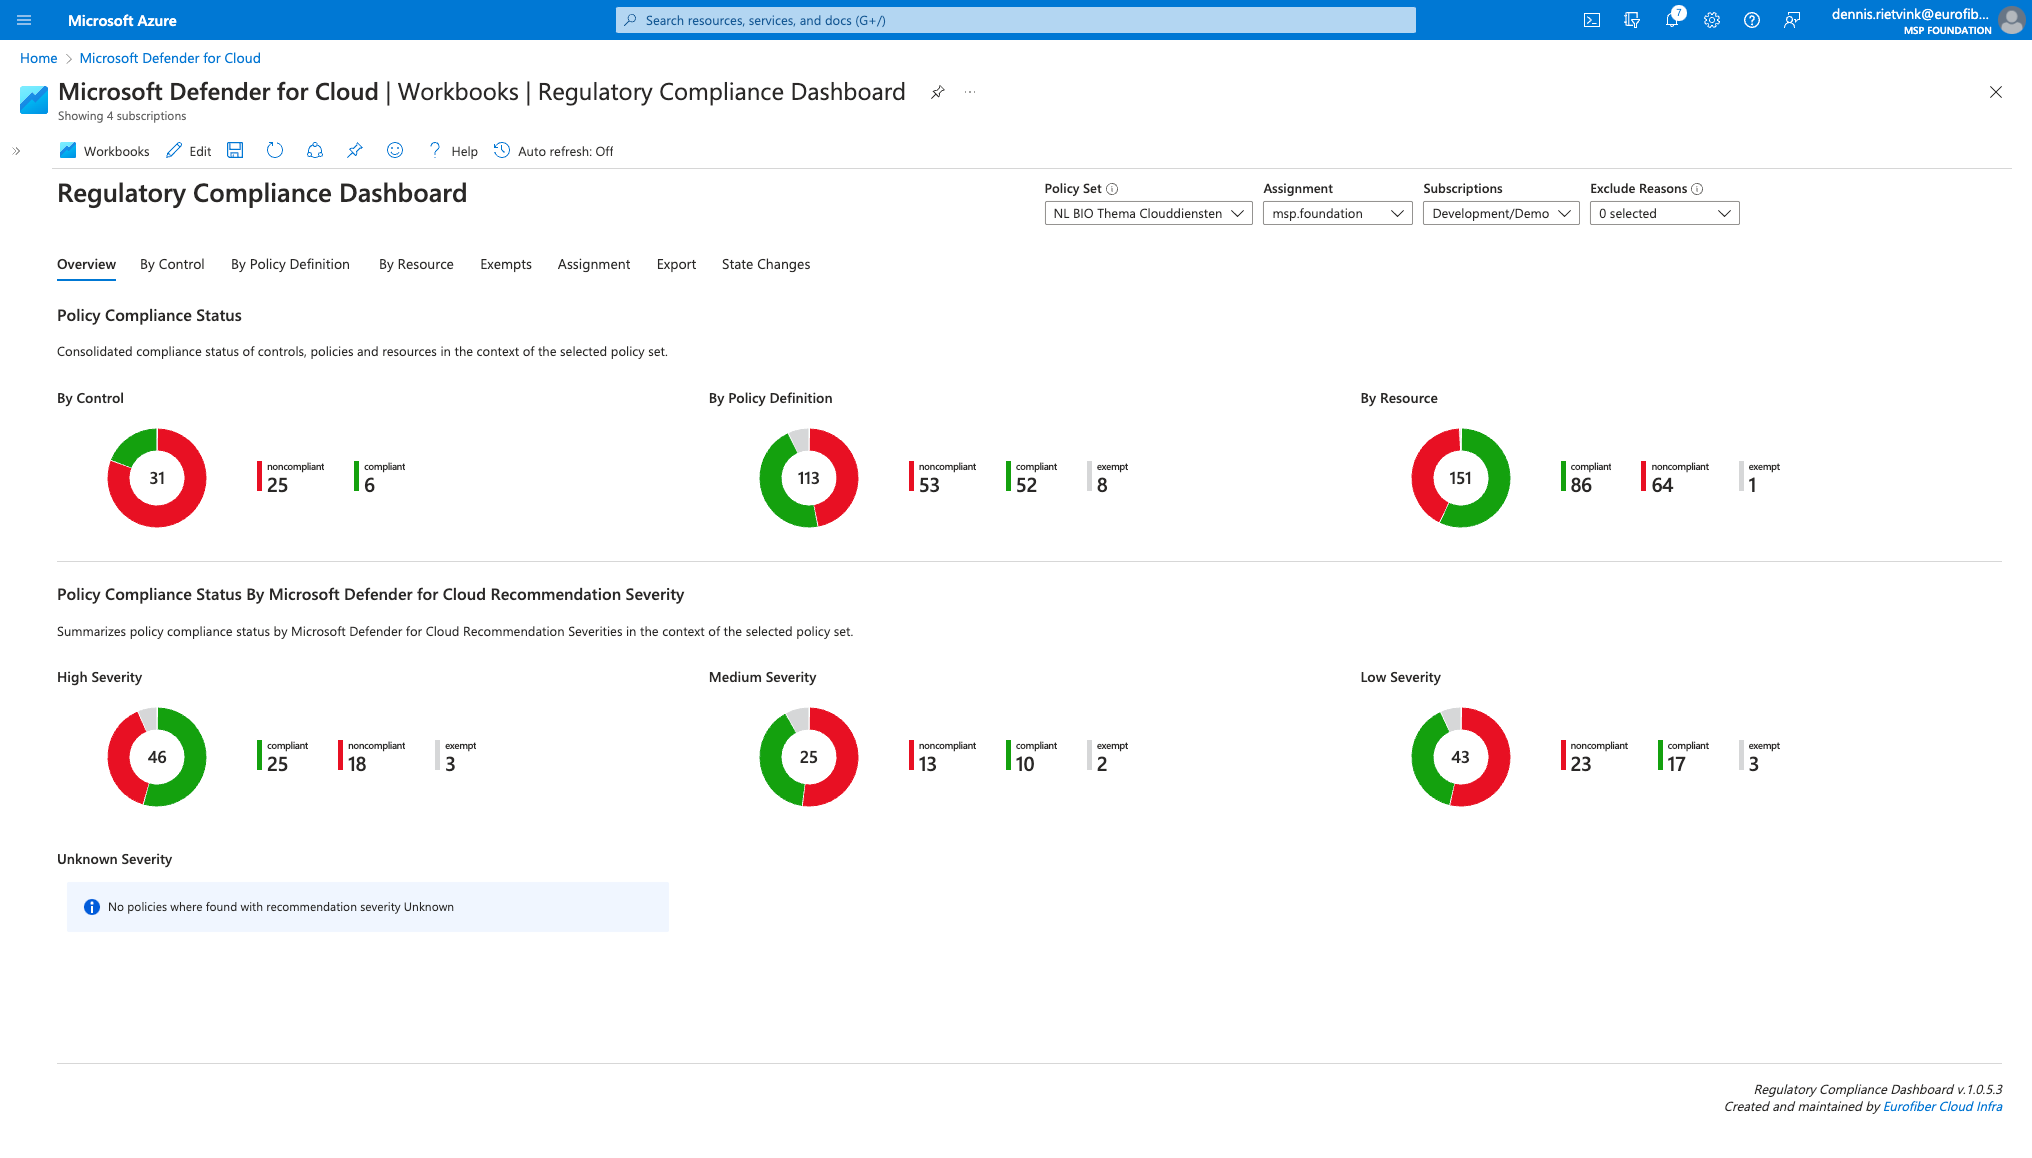 Microsoft Azure
Search resources, services, and docs (G+/)
7
dennis.rietvink@eurofib...
MSP FOUNDATION
Home > Microsoft Defender for Cloud
Microsoft Defender for Cloud | Workbooks | Regulatory Compliance Dashboard
Showing 4 subscriptions
Workbooks Edit ? Help Auto refresh: Off
Regulatory Compliance Dashboard
Policy Set Assignment Subscriptions Exclude Reasons
NL BIO Thema Clouddiensten msp.foundation Development/Demo 0 selected
Overview By Control By Policy Definition By Resource Exempts Assignment Export State Changes
Policy Compliance Status
Consolidated compliance status of controls, policies and resources in the context of the selected policy set.
By Control
31
noncompliant
25
compliant
6
By Policy Definition
113
noncompliant
53
compliant
52
exempt
8
By Resource
151
compliant
86
noncompliant
64
exempt
1
Policy Compliance Status By Microsoft Defender for Cloud Recommendation Severity
Summarizes policy compliance status by Microsoft Defender for Cloud Recommendation Severities in the context of the selected policy set.
High Severity
46
compliant
25
noncompliant
18
exempt
3
Medium Severity
25
noncompliant
13
compliant
10
exempt
2
Low Severity
43
noncompliant
23
compliant
17
exempt
3
Unknown Severity
No policies where found with recommendation severity Unknown
Regulatory Compliance Dashboard v.1.0.5.3
Created and maintained by Eurofiber Cloud Infra